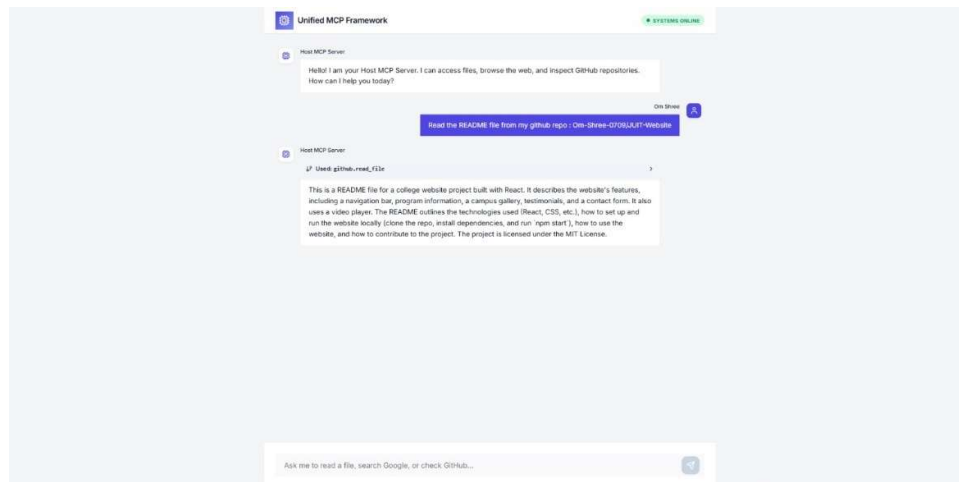 Unified MCP Framework
SYSTEMS ONLINE
Host MCP Server
Hello! I am your Host MCP Server. I can access files, browse the web, and inspect GitHub repositories.
How can I help you today?
Om Shree
Read the README file from my github repo : Om-Shree-0709/JUIT-Website
Host MCP Server
Used: github.read_file
This is a README file for a college website project built with React. It describes the website's features,
including a navigation bar, program information, a campus gallery, testimonials, and a contact form. It also
uses a video player. The README outlines the technologies used (React, CSS, etc.), how to set up and
run the website locally (clone the repo, install dependencies, and run `npm start`), how to use the
website, and how to contribute to the project. The project is licensed under the MIT License.
Ask me to read a file, search Google, or check GitHub...